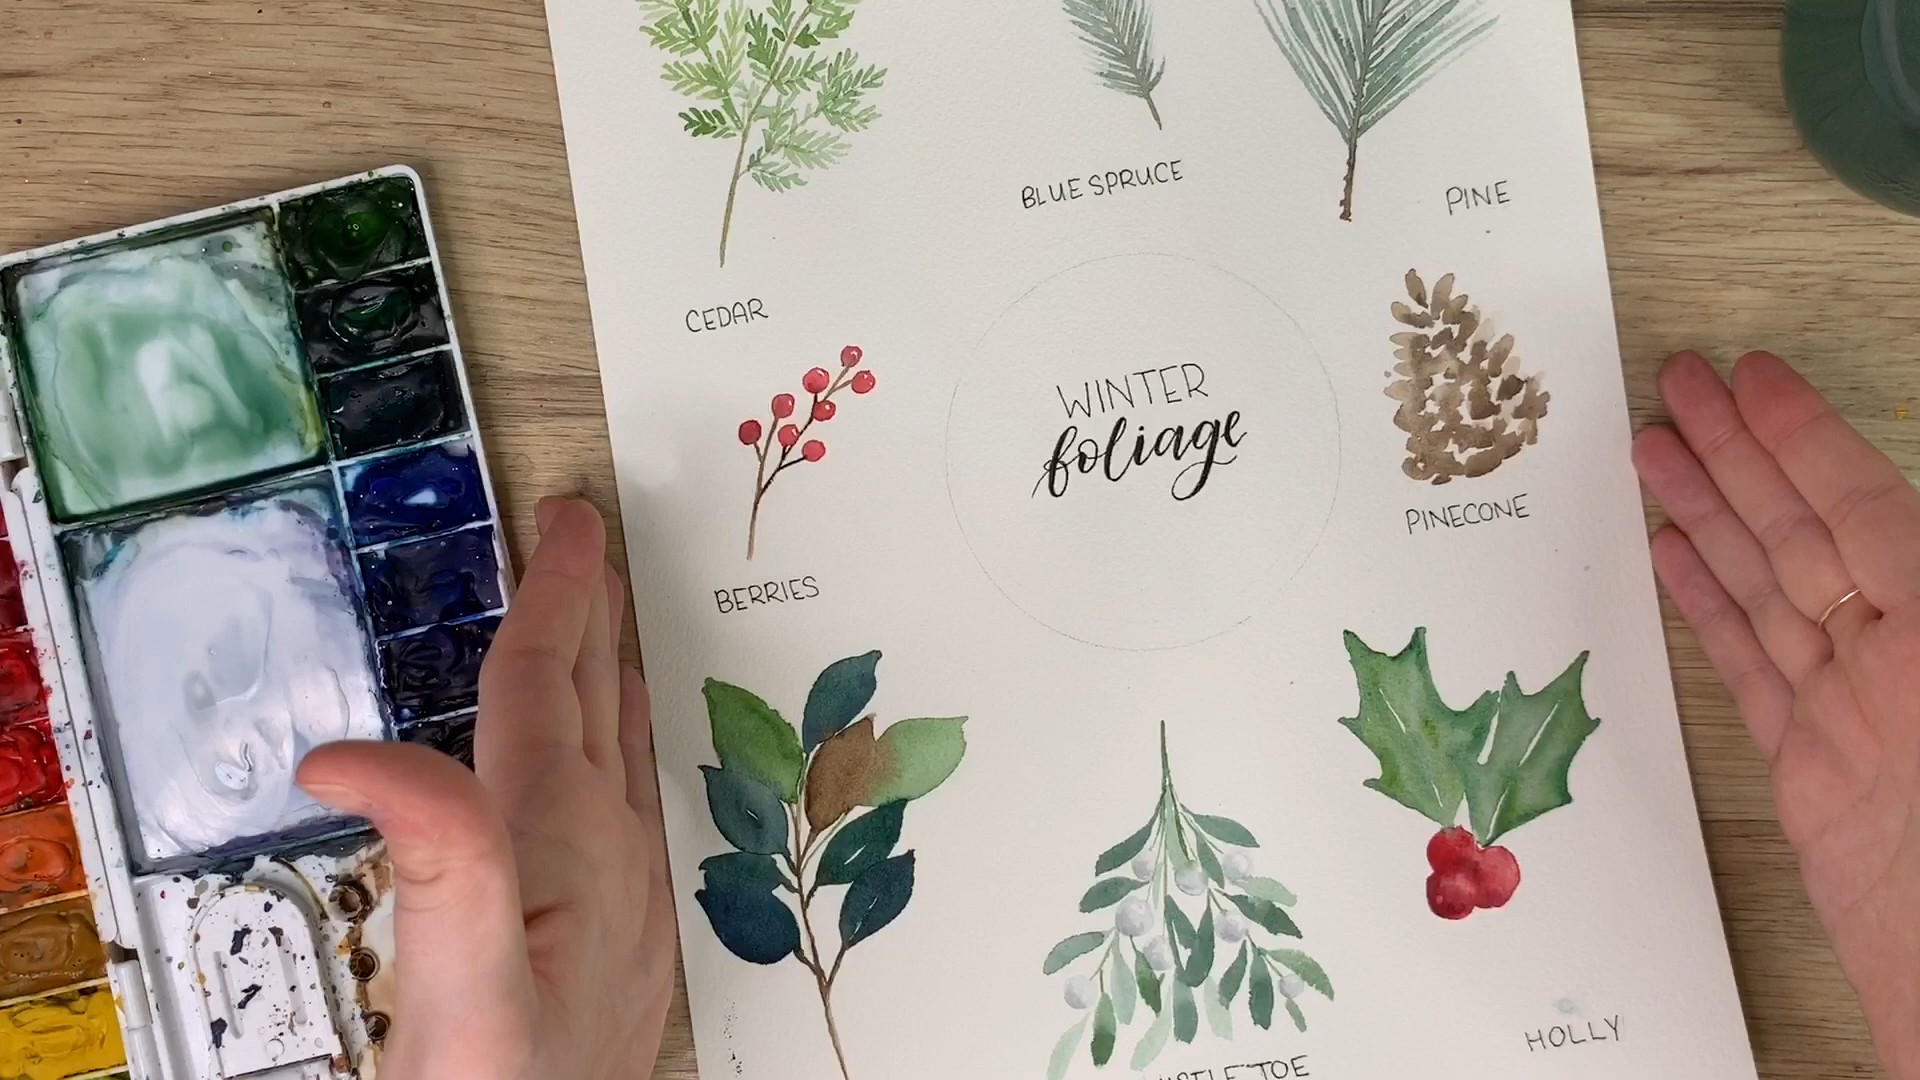 BLUE SPRUCE
PINE
CEDAR
WINTER
foliage
PINECONE
BERRIES
HOLLY